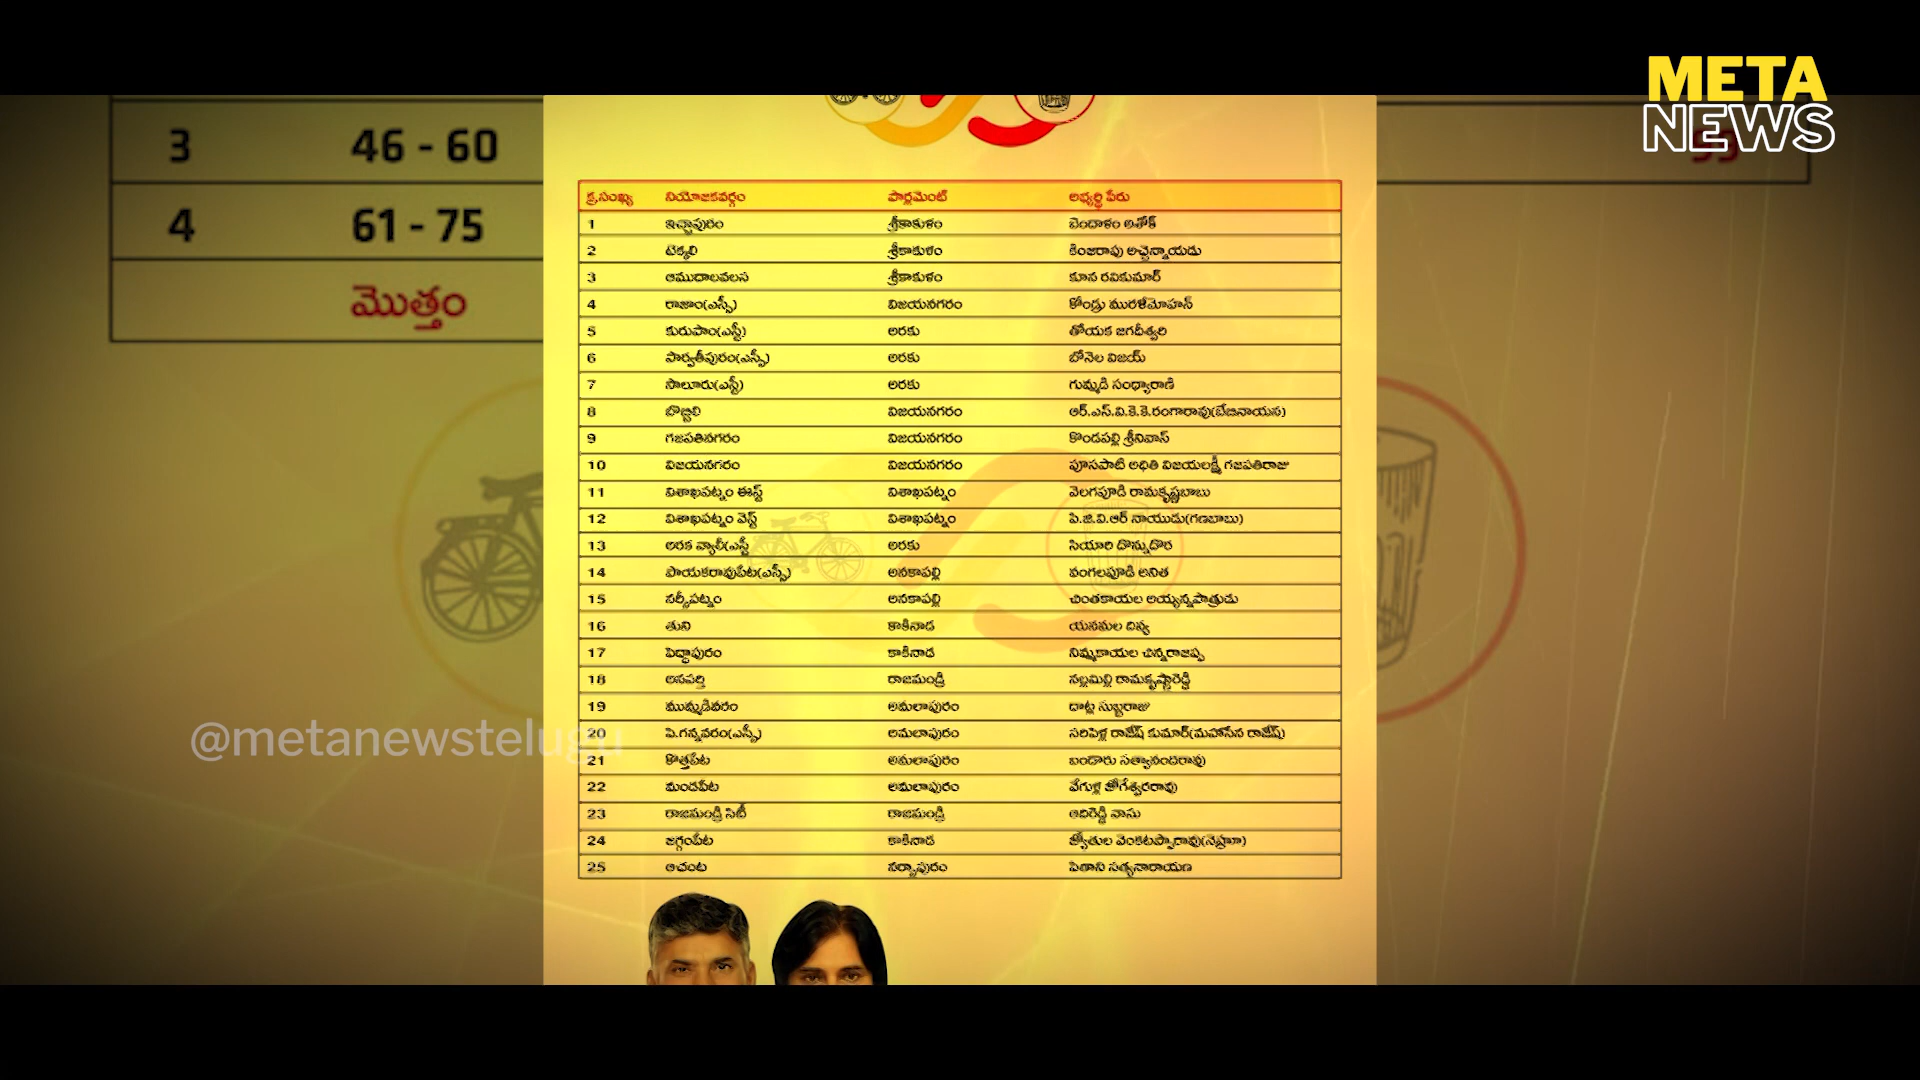 META
NEWS
3 46 - 60
4 61 - 75
మొత్తం
99
క్ర.సంఖ్య నియోజకవర్గం పార్లమెంట్ అభ్యర్థి పేరు
1 ఇచ్ఛాపురం శ్రీకాకుళం బెందాళం అశోక్
2 టెక్కలి శ్రీకాకుళం కింజరాపు అచ్చెన్నాయుడు
3 ఆముదాలవలస శ్రీకాకుళం కూన రవికుమార్
4 రాజాం(ఎస్సీ) విజయనగరం కోండ్రు మురళీమోహన్
5 కురుపాం(ఎస్టీ) అరకు తోయక జగదీశ్వరి
6 పార్వతీపురం(ఎస్సీ) అరకు బోనెల విజయ్
7 సాలూరు(ఎస్టీ) అరకు గుమ్మడి సంధ్యారాణి
8 బొబ్బిలి విజయనగరం ఆర్.ఎస్.వి.కె.కె.రంగారావు(బేబినాయన)
9 గజపతినగరం విజయనగరం కొండపల్లి శ్రీనివాస్
10 విజయనగరం విజయనగరం పూసపాటి అధితి విజయలక్ష్మీ గజపతిరాజు
11 విశాఖపట్నం ఈస్ట్ విశాఖపట్నం వెలగపూడి రామకృష్ణబాబు
12 విశాఖపట్నం వెస్ట్ విశాఖపట్నం పి.జి.వి.ఆర్ నాయుడు(గణబాబు)
13 అరకు వ్యాలీ(ఎస్టీ అరకు సియారి దొన్నుదొర
14 పాయకరావుపేట(ఎస్సీ) అనకాపల్లి వంగలపూడి అనిత
15 నర్సీపట్నం అనకాపల్లి చింతకాయల అయ్యన్నపాత్రుడు
16 తుని కాకినాడ యనమల దివ్య
17 పెద్దాపురం కాకినాడ నిమ్మకాయల చినరాజప్ప
18 అనపర్తి రాజమండ్రి నల్లమిల్లి రామకృష్ణారెడ్డి
19 ముమ్మిడివరం అమలాపురం దాట్ల సుబ్బరాజు
20 పి.గన్నవరం(ఎస్సీ) అమలాపురం సరిపెళ్ల రాజేష్ కుమార్(మహాసేన రాజేష్)
@metanewstelugu
21 కొత్తపేట అమలాపురం బండారు సత్యానందరావు
22 మండపేట అమలాపురం వేగుళ్ల జోగేశ్వరరావు
23 రాజమండ్రి సిటీ రాజమండ్రి ఆదిరెడ్డి వాసు
24 జగ్గంపేట కాకినాడ జ్యోతుల వెంకటప్పారావు(నెహ్రూ)
25 ఆచంట నర్సాపురం పితాని సత్యనారాయణ